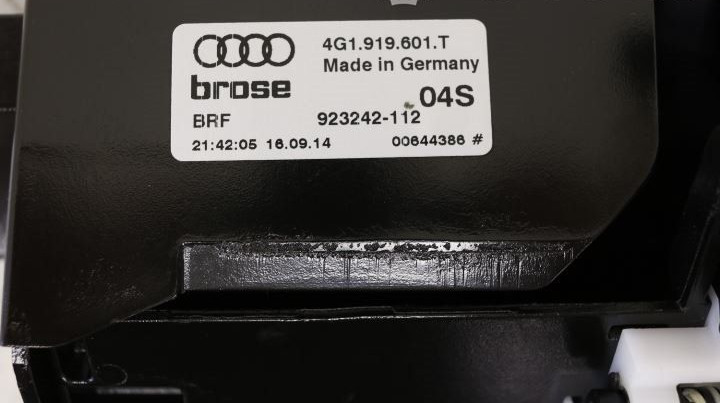 4G1.919.601.T
Made in Germany
brose
04S
BRF 923242-112
21:42:05 16.09.14 00644386 #